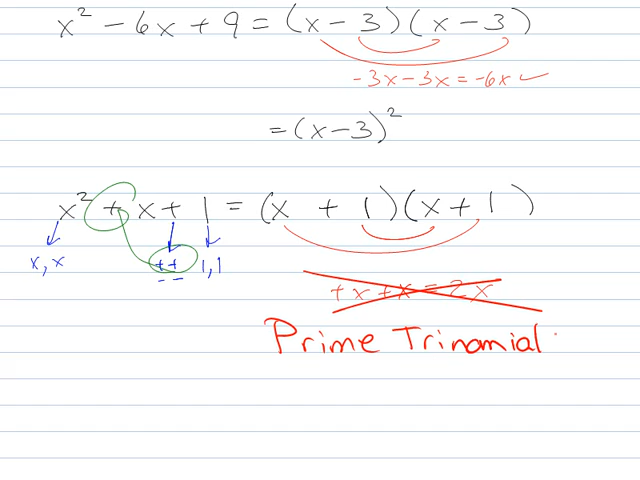 x² - 6x + 9 = (x - 3)(x - 3)
-3x - 3x = -6x ✓
= (x - 3)²
x² + x + 1 = (x + 1)(x + 1)
x, x ++ 1, 1
+x + x = 2x
Prime Trinomial.